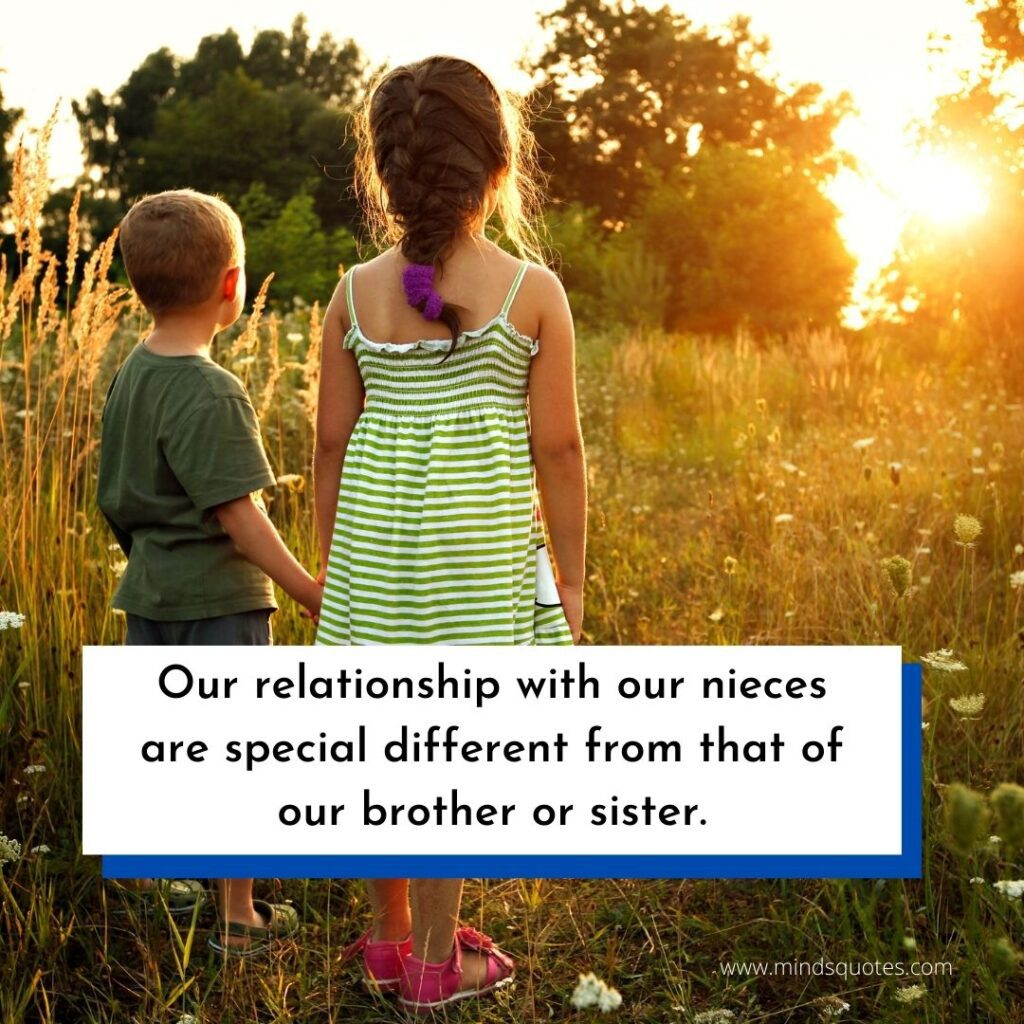 Our relationship with our nieces
are special different from that of
our brother or sister.
www.mindsquotes.com